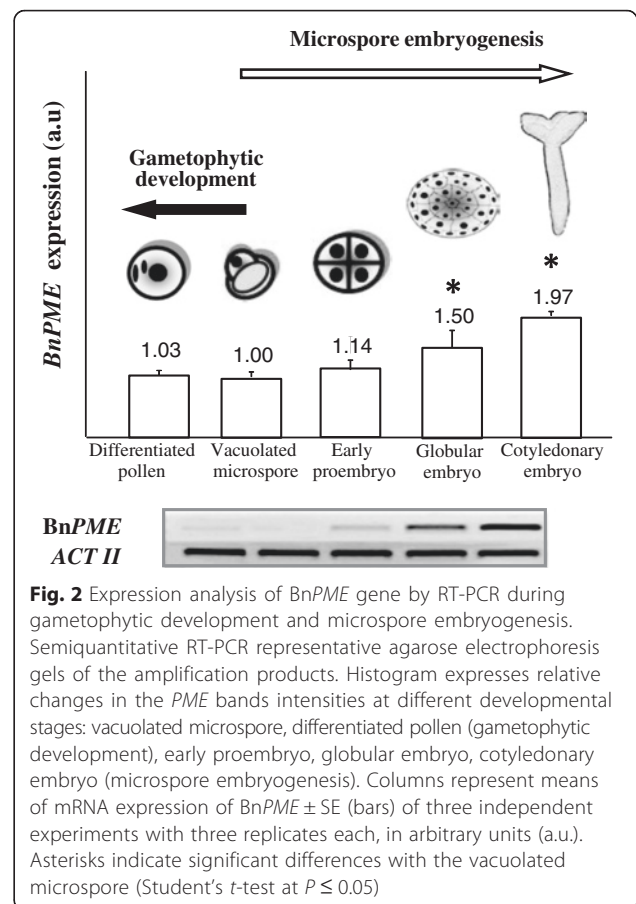 Microspore embryogenesis
Gametophytic
development
BnPME expression (a.u)
* *
1.03 1.00 1.14 1.50 1.97
Differentiated pollen
Vacuolated microspore
Early proembryo
Globular embryo
Cotyledonary embryo
BnPME
ACT II
Fig. 2 Expression analysis of BnPME gene by RT-PCR during
gametophytic development and microspore embryogenesis.
Semiquantitative RT-PCR representative agarose electrophoresis
gels of the amplification products. Histogram expresses relative
changes in the PME bands intensities at different developmental
stages: vacuolated microspore, differentiated pollen (gametophytic
development), early proembryo, globular embryo, cotyledonary
embryo (microspore embryogenesis). Columns represent means
of mRNA expression of BnPME ± SE (bars) of three independent
experiments with three replicates each, in arbitrary units (a.u.).
Asterisks indicate significant differences with the vacuolated
microspore (Student's t-test at P ≤ 0.05)